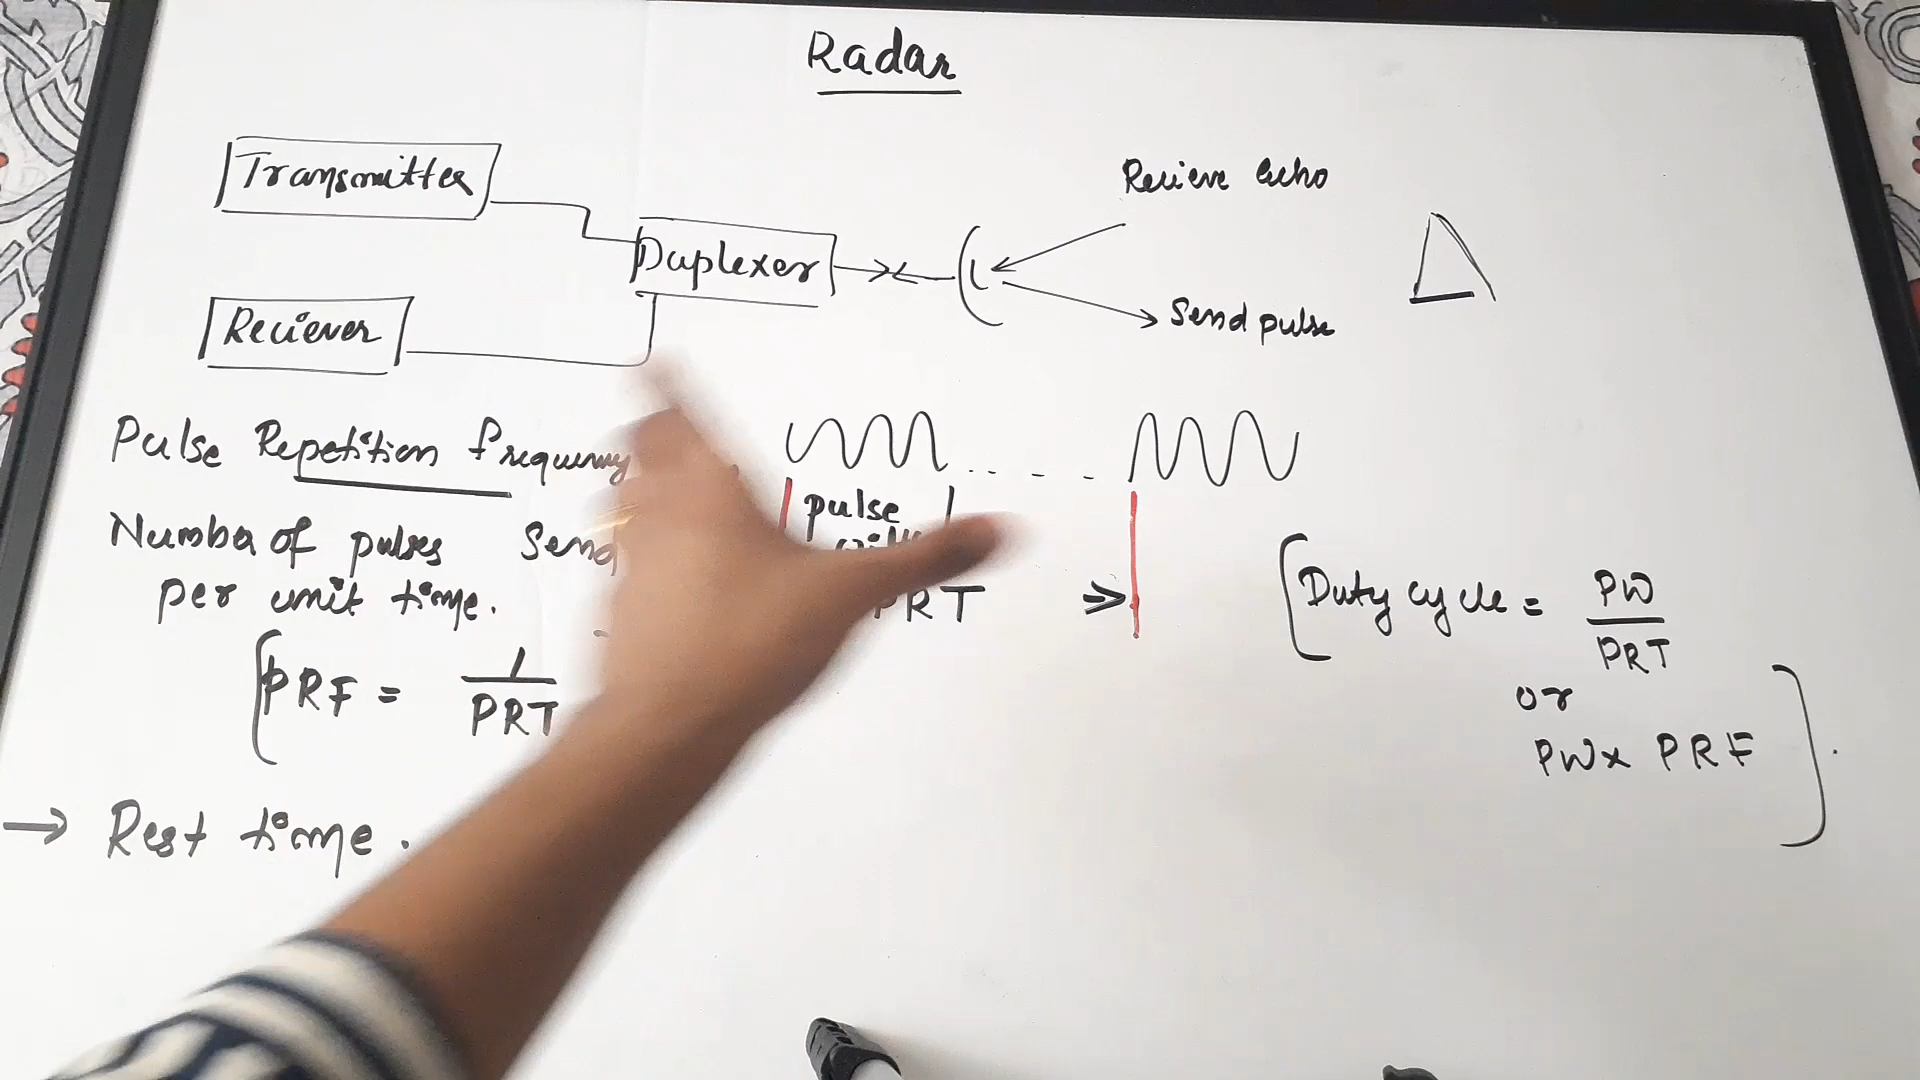 Radar
Transmitter
Recieve Echo
Duplexer
Send pulse
Reciever
Pulse Repetition frequency
pulse
Number of pulses Send
per unit time.
PRT
Duty cycle = PW
PRT
or
PW x PRF
PRF = 1
PRT
→ Rest time.